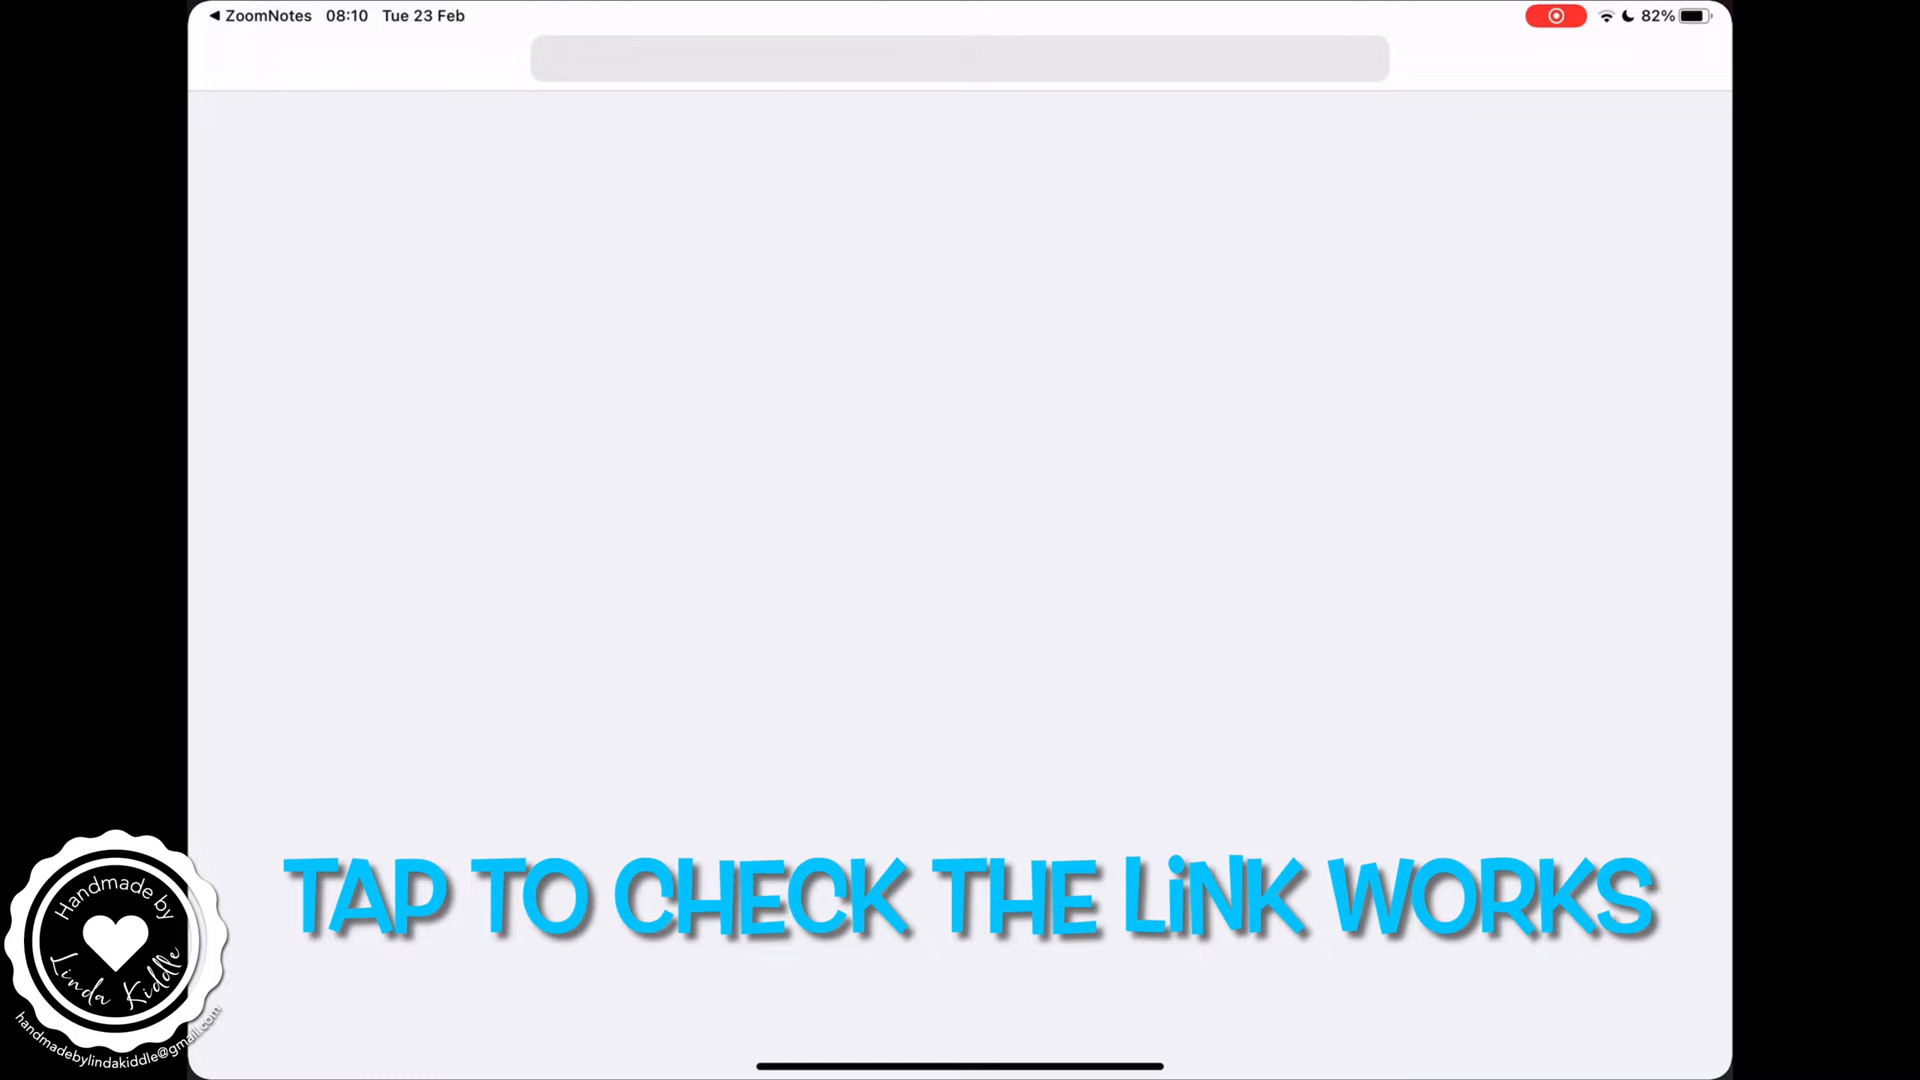 ◀ ZoomNotes 08:10 Tue 23 Feb 82%
TAP TO CHECK THE LiNK WORKS
Handmade by
Linda Kiddle
handmadebylindakiddle@gmail.com